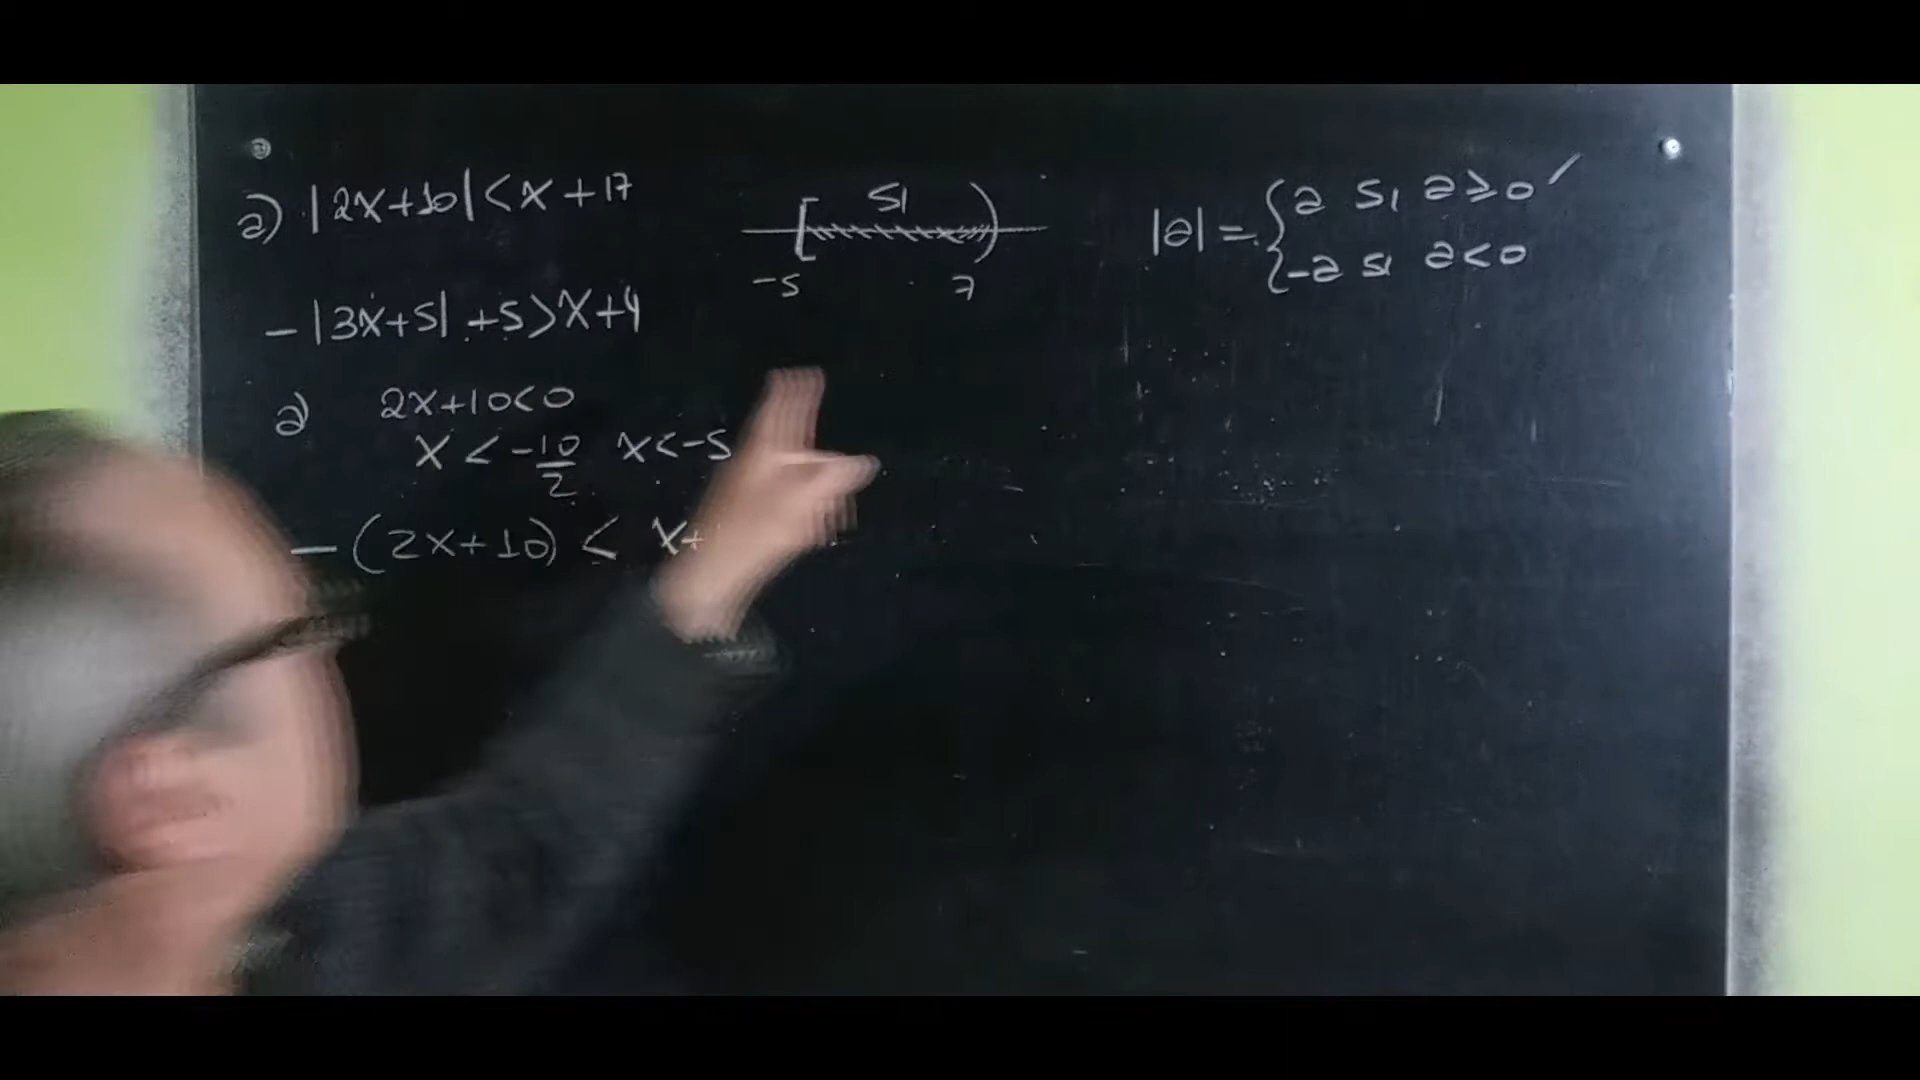 a) |2x+10|<x+17
S1
-5 7
|a|= { a Si a≥0
{ -a Si a<0
-|3x+5|+5>x+4
a) 2x+10<0
x < -10/2 x<-5
-(2x+10) < x+